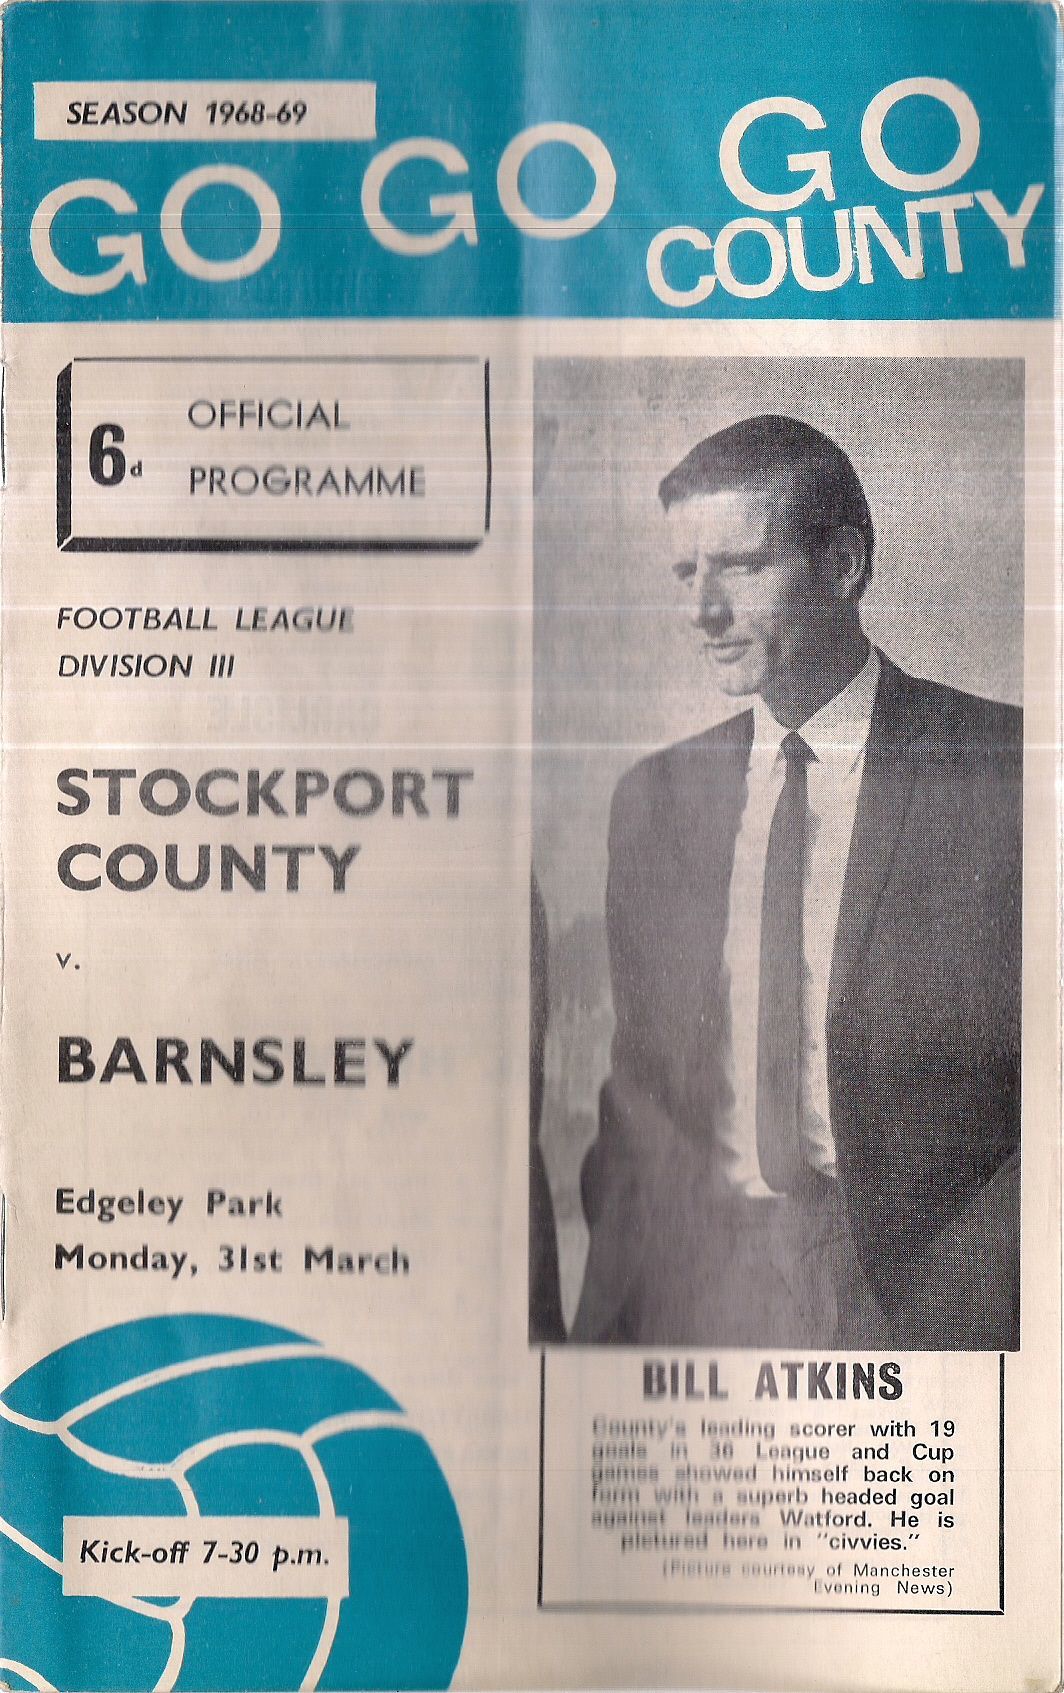 SEASON 1968-69
GO GO GO
COUNTY
6d
OFFICIAL
PROGRAMME
FOOTBALL LEAGUE
DIVISION III
STOCKPORT
COUNTY
v.
BARNSLEY
Edgeley Park
Monday, 31st March
Kick-off 7-30 p.m.
BILL ATKINS
County's leading scorer with 19
goals in 36 League and Cup
games showed himself back on
form with a superb headed goal
against leaders Watford. He is
pictured here in "civvies."
(Picture courtesy of Manchester
Evening News)